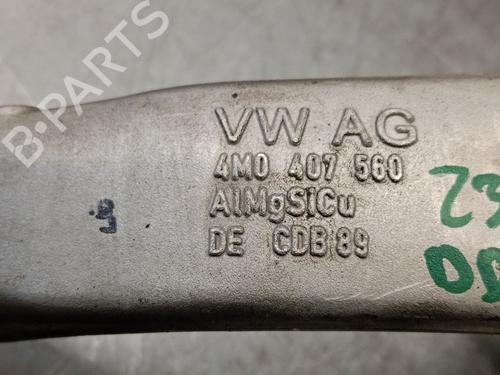 B-PARTS
VW AG
4M0 407 560
AlMgSiCu
DE CDB 89